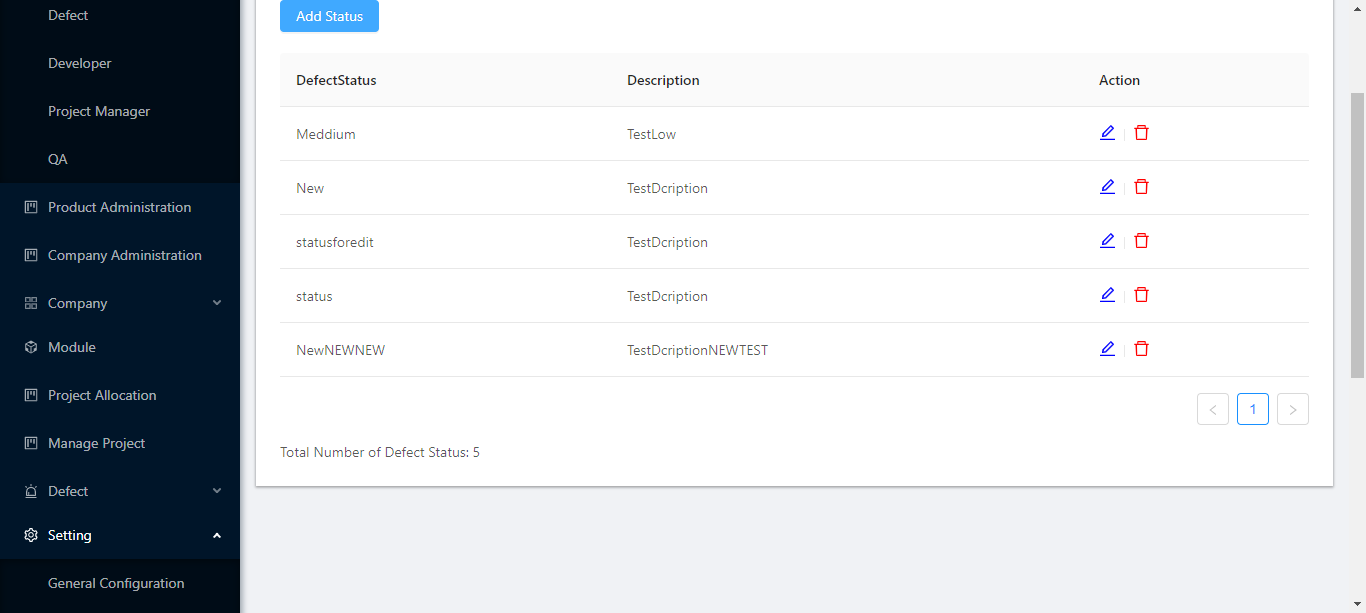 Defect
Developer
Project Manager
QA
Product Administration
Company Administration
Company
Module
Project Allocation
Manage Project
Defect
Setting
General Configuration
Add Status
DefectStatus Description Action
Meddium TestLow
New TestDcription
statusforedit TestDcription
status TestDcription
NewNEWNEW TestDcriptionNEWTEST
< 1 >
Total Number of Defect Status: 5